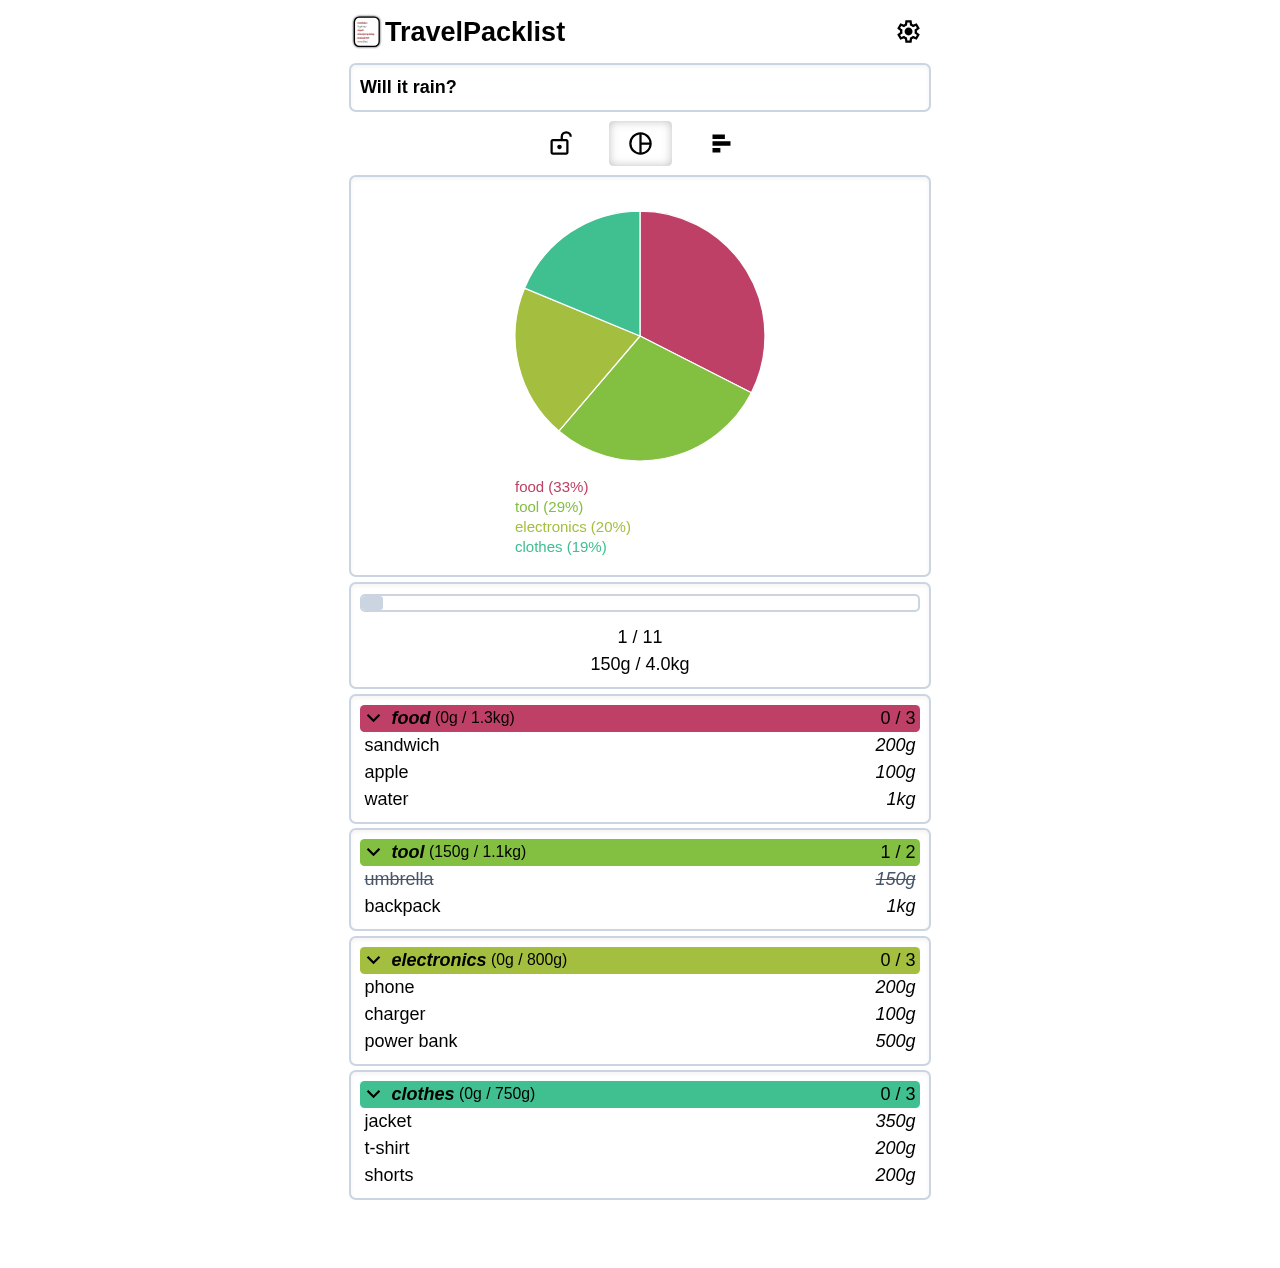 TravelPacklist
Will it rain?
food (33%)
tool (29%)
electronics (20%)
clothes (19%)
1 / 11
150g / 4.0kg
food (0g / 1.3kg) 0 / 3
sandwich 200g
apple 100g
water 1kg
tool (150g / 1.1kg) 1 / 2
umbrella 150g
backpack 1kg
electronics (0g / 800g) 0 / 3
phone 200g
charger 100g
power bank 500g
clothes (0g / 750g) 0 / 3
jacket 350g
t-shirt 200g
shorts 200g